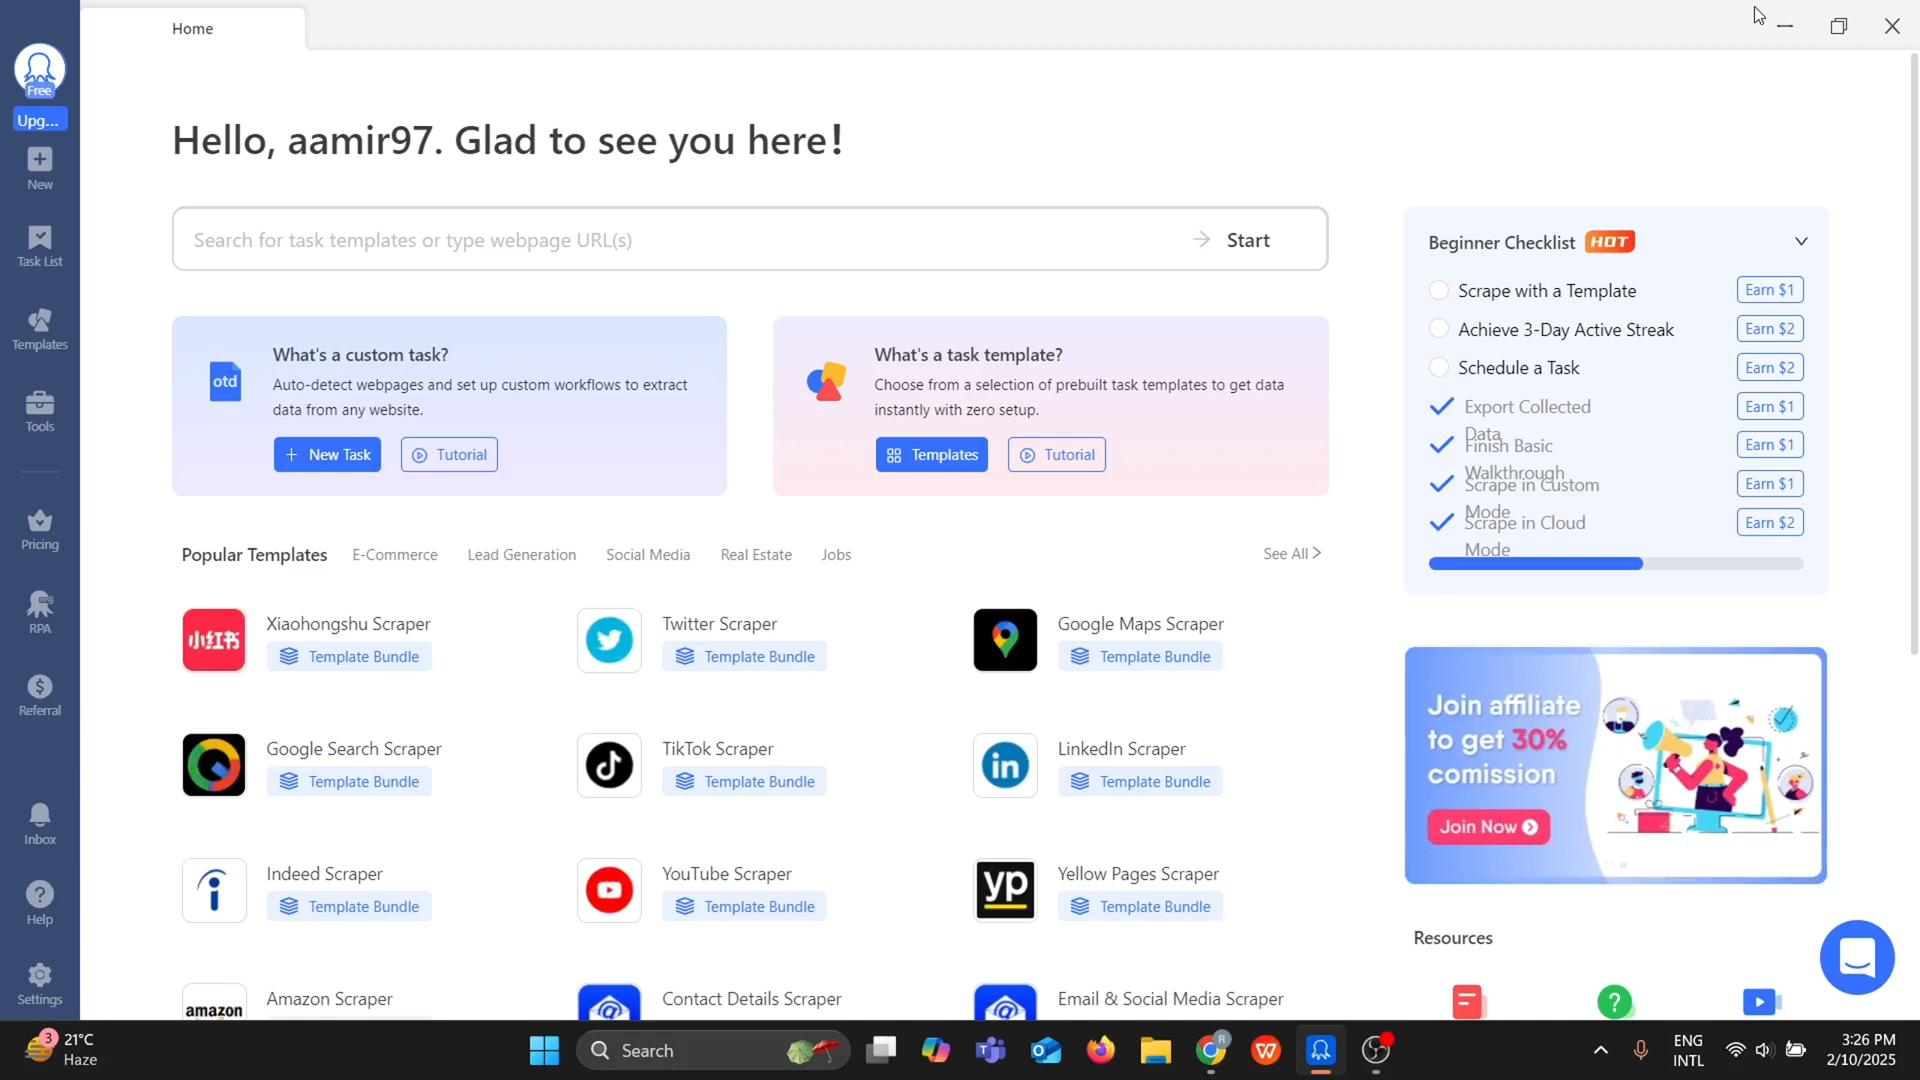 Home
Free
Upg...
New
Task List
Templates
Tools
Pricing
RPA
Referral
Inbox
Help
Settings
Hello, aamir97. Glad to see you here!
Search for task templates or type webpage URL(s)
Start
What's a custom task?
Auto-detect webpages and set up custom workflows to extract
data from any website.
New Task
Tutorial
otd
What's a task template?
Choose from a selection of prebuilt task templates to get data
instantly with zero setup.
Templates
Tutorial
Popular Templates
E-Commerce
Lead Generation
Social Media
Real Estate
Jobs
See All
小红书
Xiaohongshu Scraper
Template Bundle
Twitter Scraper
Template Bundle
Google Maps Scraper
Template Bundle
Google Search Scraper
Template Bundle
TikTok Scraper
Template Bundle
in
LinkedIn Scraper
Template Bundle
Indeed Scraper
Template Bundle
YouTube Scraper
Template Bundle
yp
Yellow Pages Scraper
Template Bundle
amazon
Amazon Scraper
Contact Details Scraper
Email & Social Media Scraper
Beginner Checklist HOT
Scrape with a Template
Earn $1
Achieve 3-Day Active Streak
Earn $2
Schedule a Task
Earn $2
Export Collected
Data
Earn $1
Finish Basic
Walkthrough
Earn $1
Scrape in Custom
Mode
Earn $1
Scrape in Cloud
Mode
Earn $2
Join affiliate
to get 30%
comission
Join Now
Resources
3
21°C
Haze
Search
R
ENG
INTL
3:26 PM
2/10/2025